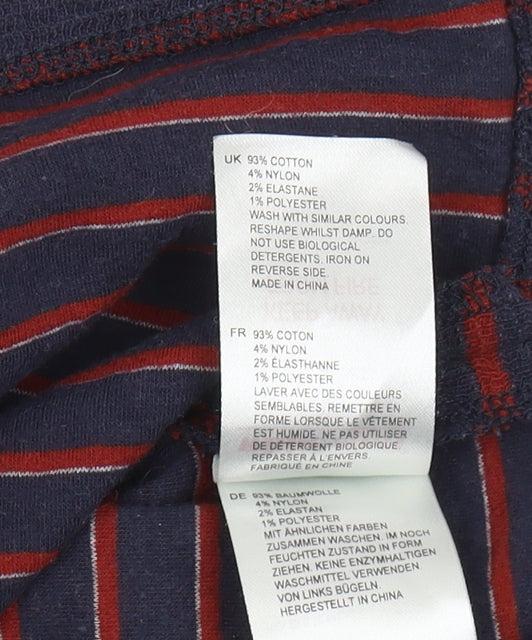 UK 93% COTTON
4% NYLON
2% ELASTANE
1% POLYESTER
WASH WITH SIMILAR COLOURS.
RESHAPE WHILST DAMP. DO
NOT USE BIOLOGICAL
DETERGENTS. IRON ON
REVERSE SIDE.
MADE IN CHINA
KEEP AWAY
FIRE
FR 93% COTTON
4% NYLON
2% ÉLASTHANNE
1% POLYESTER
LAVER AVEC DES COULEURS
SEMBLABLES. REMETTRE EN
FORME LORSQUE LE VÊTEMENT
EST HUMIDE. NE PAS UTILISER
DE DÉTERGENT BIOLOGIQUE.
REPASSER À L'ENVERS.
FABRIQUÉ EN CHINE
DE 93% BAUMWOLLE
4% NYLON
2% ELASTAN
1% POLYESTER
MIT ÄHNLICHEN FARBEN
ZUSAMMEN WASCHEN. IM NOCH
FEUCHTEN ZUSTAND IN FORM
ZIEHEN. KEINE ENZYMHALTIGEN
WASCHMITTEL VERWENDEN
VON LINKS BÜGELN.
HERGESTELLT IN CHINA